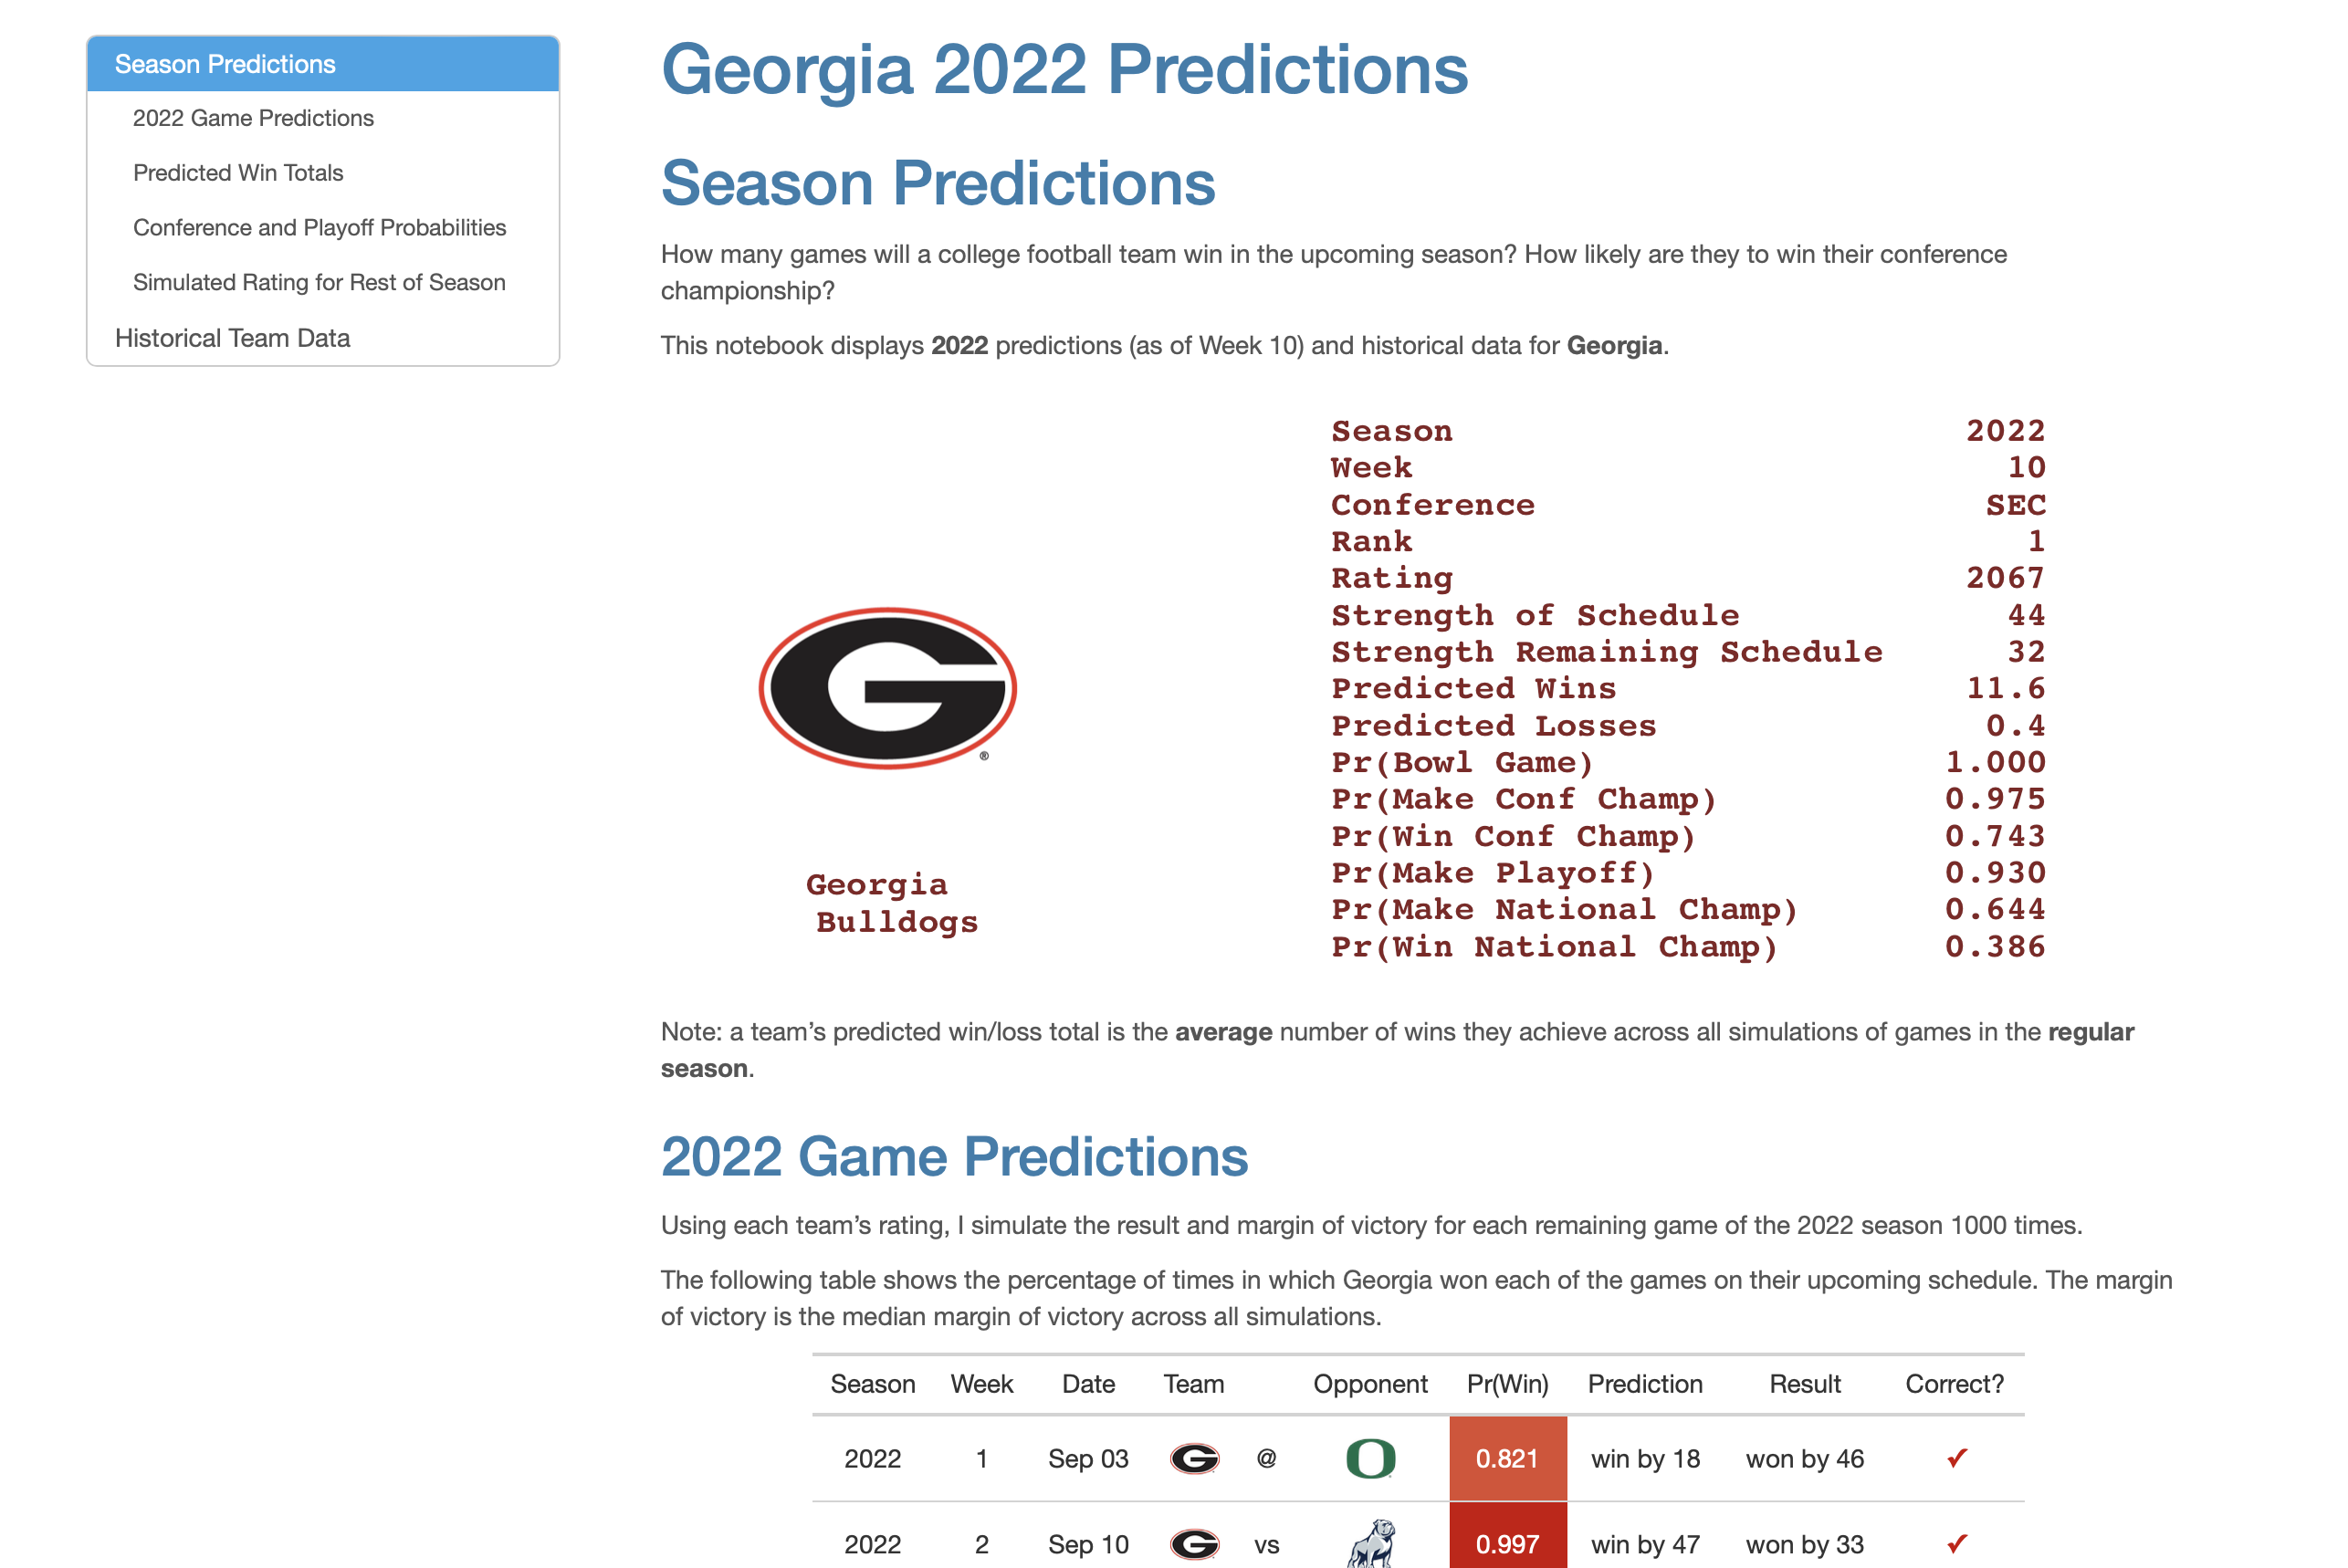 Season Predictions
2022 Game Predictions
Predicted Win Totals
Conference and Playoff Probabilities
Simulated Rating for Rest of Season
Historical Team Data
Georgia 2022 Predictions
Season Predictions
How many games will a college football team win in the upcoming season? How likely are they to win their conference
championship?
This notebook displays 2022 predictions (as of Week 10) and historical data for Georgia.
G
®
Georgia
Bulldogs
Season 2022
Week 10
Conference SEC
Rank 1
Rating 2067
Strength of Schedule 44
Strength Remaining Schedule 32
Predicted Wins 11.6
Predicted Losses 0.4
Pr(Bowl Game) 1.000
Pr(Make Conf Champ) 0.975
Pr(Win Conf Champ) 0.743
Pr(Make Playoff) 0.930
Pr(Make National Champ) 0.644
Pr(Win National Champ) 0.386
Note: a team’s predicted win/loss total is the average number of wins they achieve across all simulations of games in the regular
season.
2022 Game Predictions
Using each team’s rating, I simulate the result and margin of victory for each remaining game of the 2022 season 1000 times.
The following table shows the percentage of times in which Georgia won each of the games on their upcoming schedule. The margin
of victory is the median margin of victory across all simulations.
Season Week Date Team Opponent Pr(Win) Prediction Result Correct?
2022 1 Sep 03 G @ O 0.821 win by 18 won by 46 ✓
2022 2 Sep 10 G vs 0.997 win by 47 won by 33 ✓